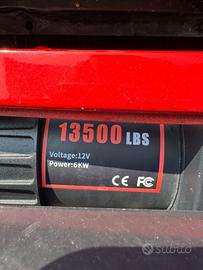 13500 LBS
Voltage:12V
Power:6KW
CE FC
subito